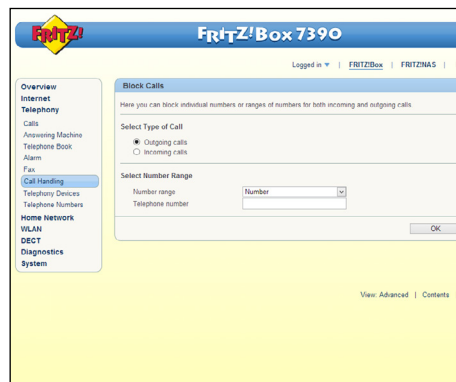 FRITZ!
FRITZ!Box 7390
Logged in | FRITZ!Box | FRITZ!NAS |
Overview
Internet
Telephony
Calls
Answering Machine
Telephone Book
Alarm
Fax
Call Handling
Telephony Devices
Telephone Numbers
Home Network
WLAN
DECT
Diagnostics
System
Block Calls
Here you can block individual numbers or ranges of numbers for both incoming and outgoing calls
Select Type of Call
Outgoing calls
Incoming calls
Select Number Range
Number range Number
Telephone number
OK
View: Advanced | Contents